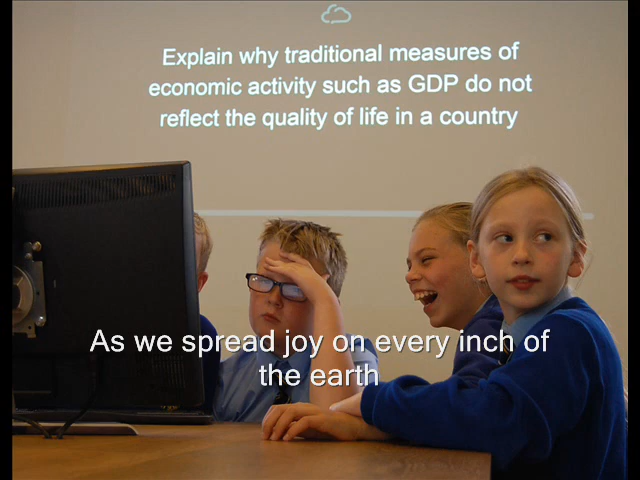 Explain why traditional measures of
economic activity such as GDP do not
reflect the quality of life in a country
As we spread joy on every inch of
the earth